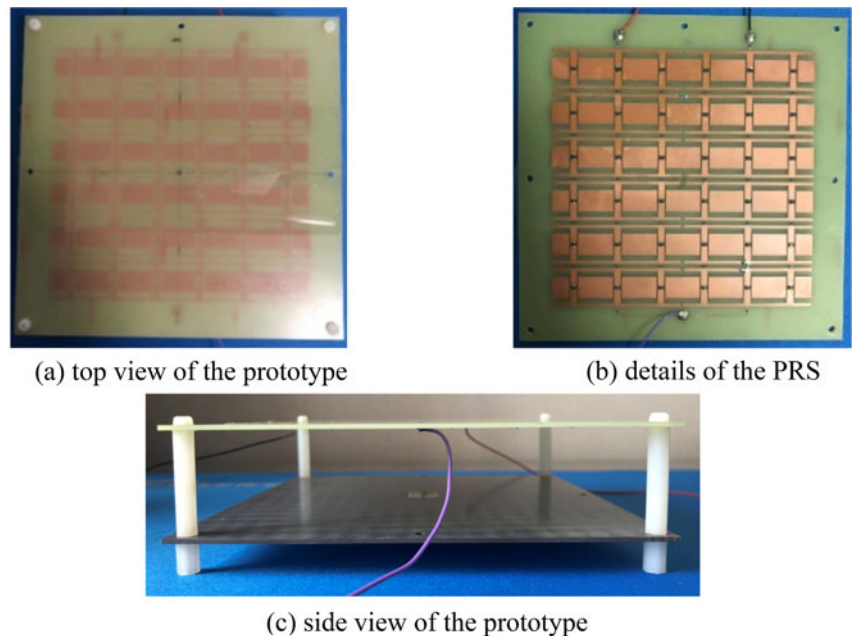 (a) top view of the prototype
(b) details of the PRS
(c) side view of the prototype